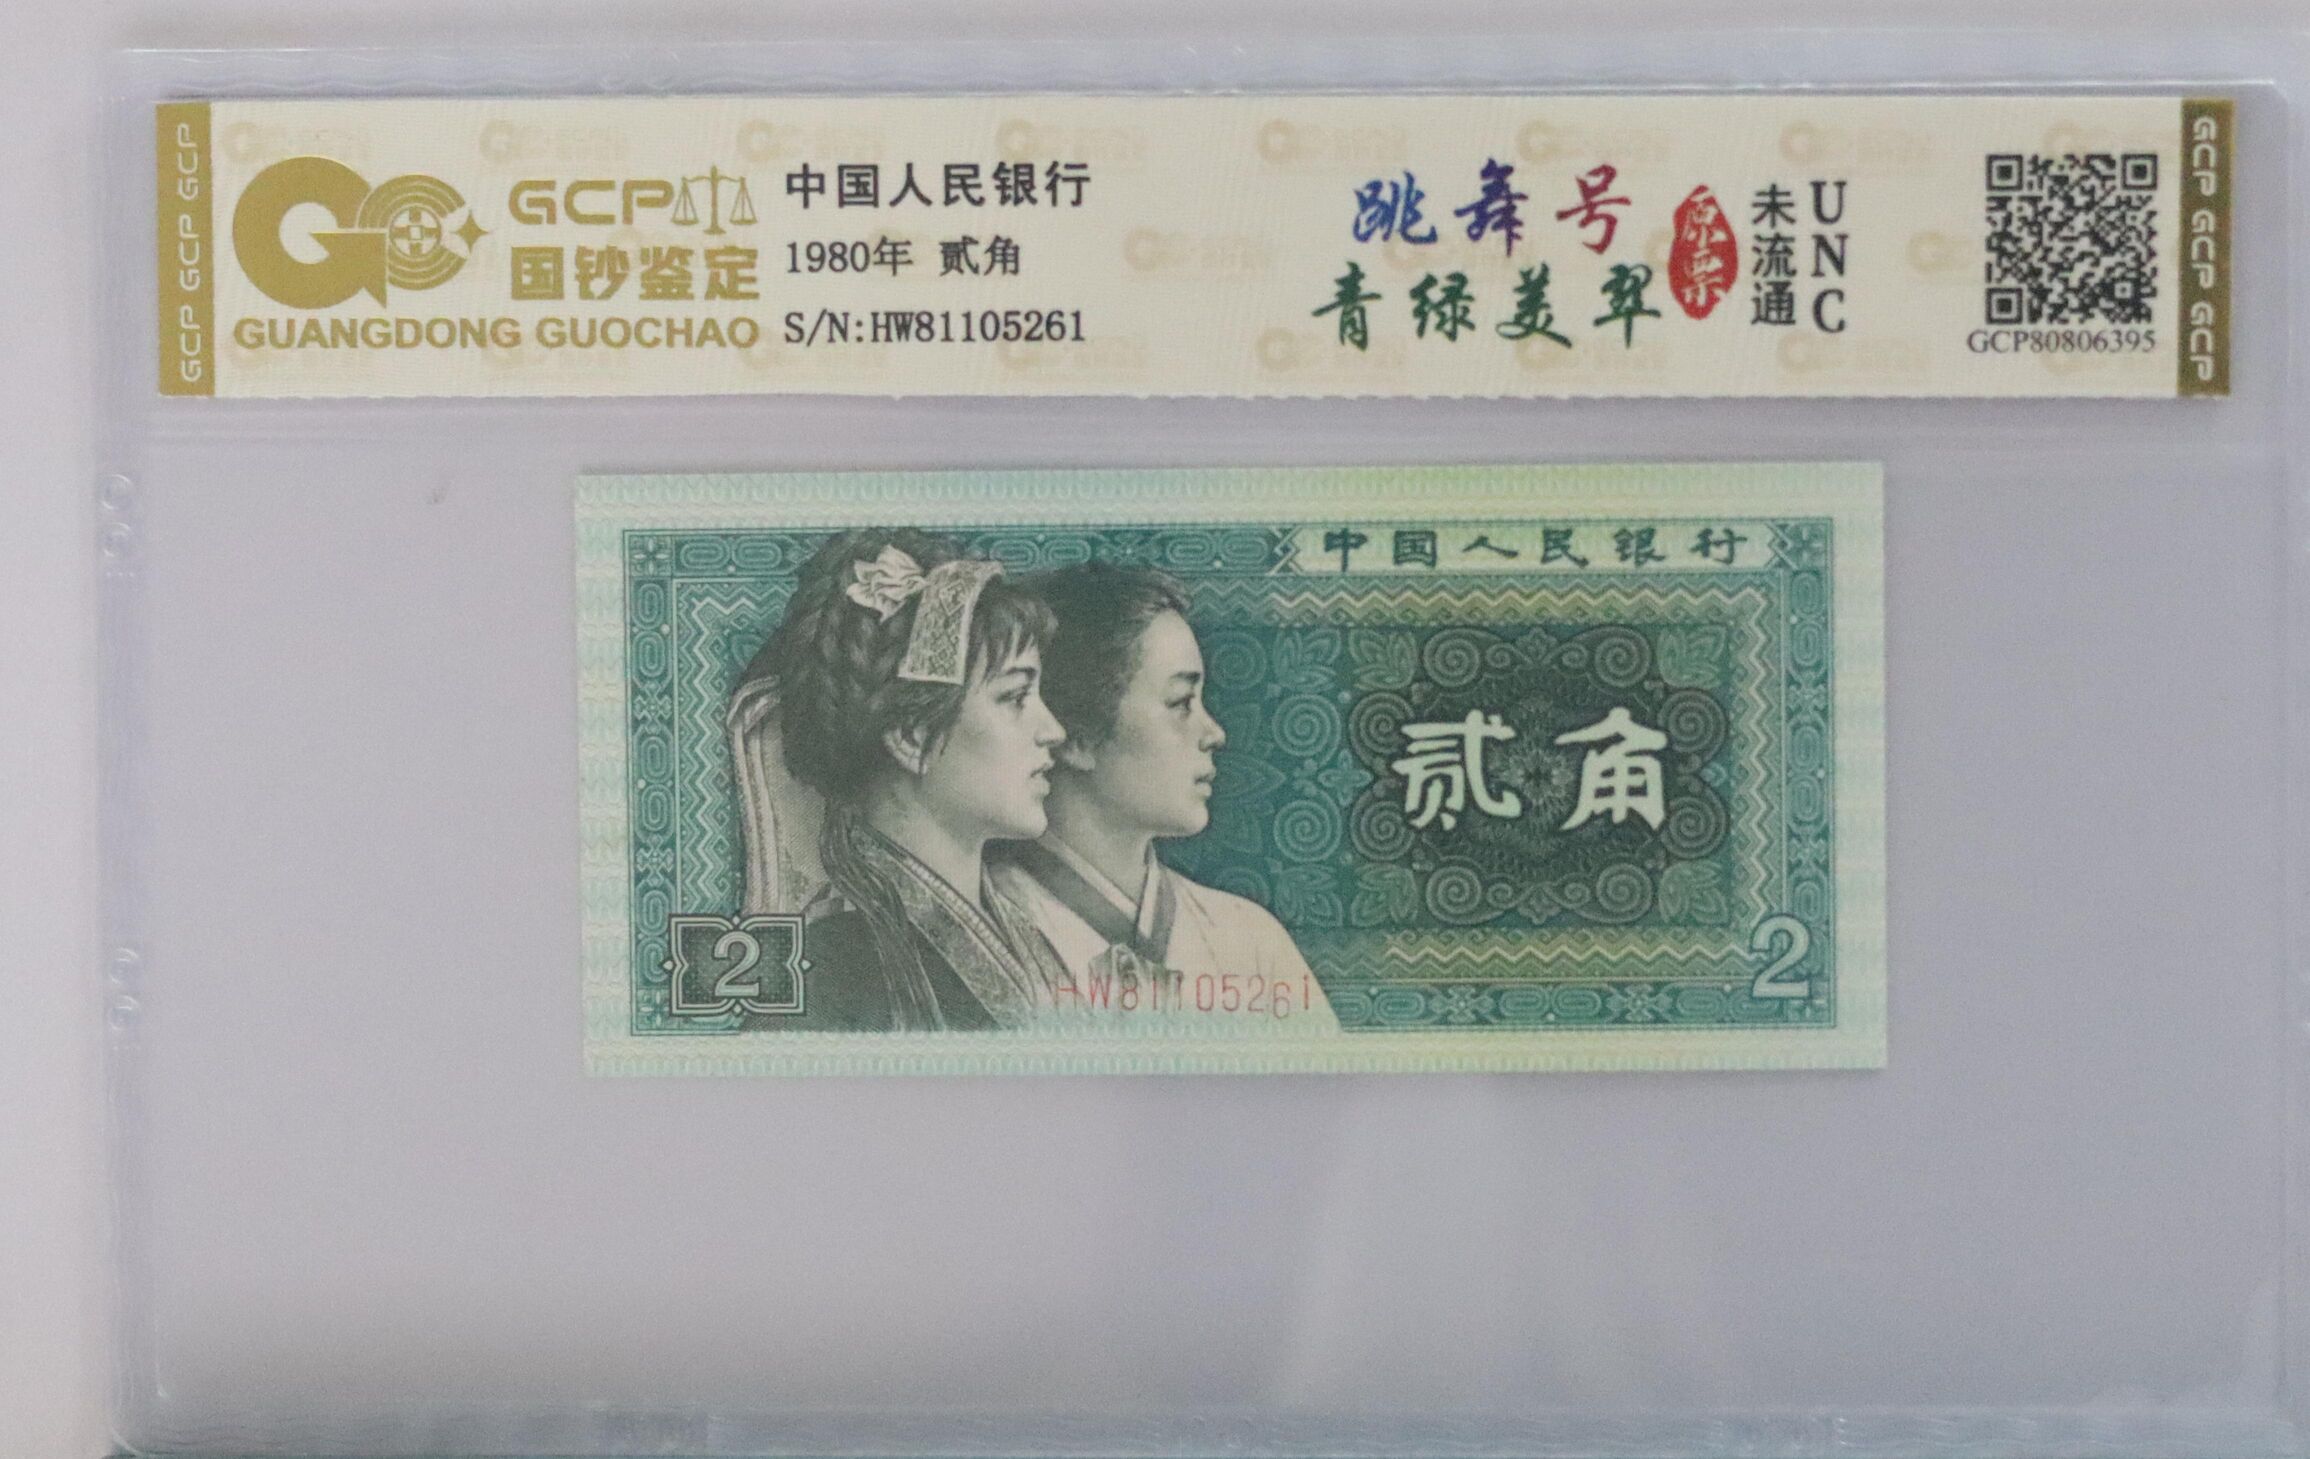 GCP GCP GCP
GCP
国钞鉴定
GUANGDONG GUOCHAO
中国人民银行
1980年 贰角
S/N:HW81105261
跳舞号
青绿美翠
原票
未流通
UNC
GCP80806395
GCP GCP GCP
中国人民银行
贰角
2
HW81105261
2